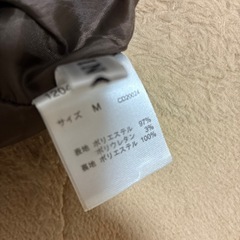 サイズ M CD20024
表地 ポリエステル 97%
ポリウレタン 3%
裏地 ポリエステル 100%